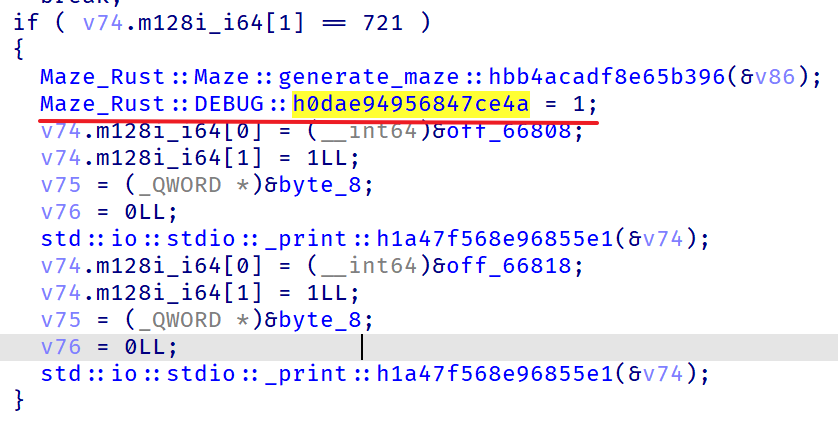 break;
if ( v74.m128i_i64[1] == 721 )
{
Maze_Rust::Maze::generate_maze::hbb4acadf8e65b396(&v86);
Maze_Rust::DEBUG::h0dae94956847ce4a = 1;
v74.m128i_i64[0] = (__int64)&off_66808;
v74.m128i_i64[1] = 1LL;
v75 = (_QWORD *)&byte_8;
v76 = 0LL;
std::io::stdio::_print::h1a47f568e96855e1(&v74);
v74.m128i_i64[0] = (__int64)&off_66818;
v74.m128i_i64[1] = 1LL;
v75 = (_QWORD *)&byte_8;
v76 = 0LL;
std::io::stdio::_print::h1a47f568e96855e1(&v74);
}